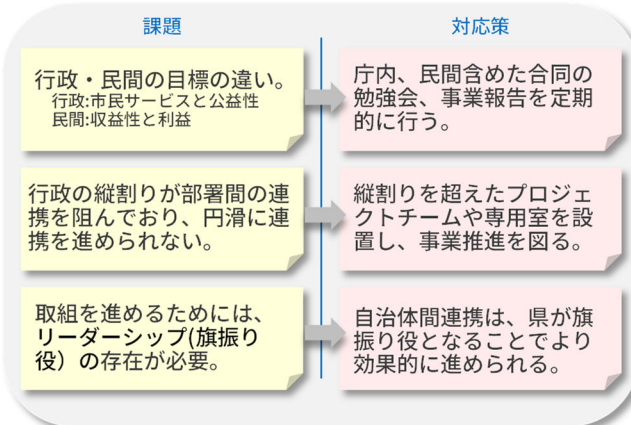 課題
対応策
行政・民間の目標の違い。
行政:市民サービスと公益性
民間:収益性と利益
庁内、民間含めた合同の
勉強会、事業報告を定期
的に行う。
行政の縦割りが部署間の連
携を阻んでおり、円滑に連
携を進められない。
縦割りを超えたプロジェ
クトチームや専用室を設
置し、事業推進を図る。
取組を進めるためには、
リーダーシップ(旗振り
役）の存在が必要。
自治体間連携は、県が旗
振り役となることでより
効果的に進められる。